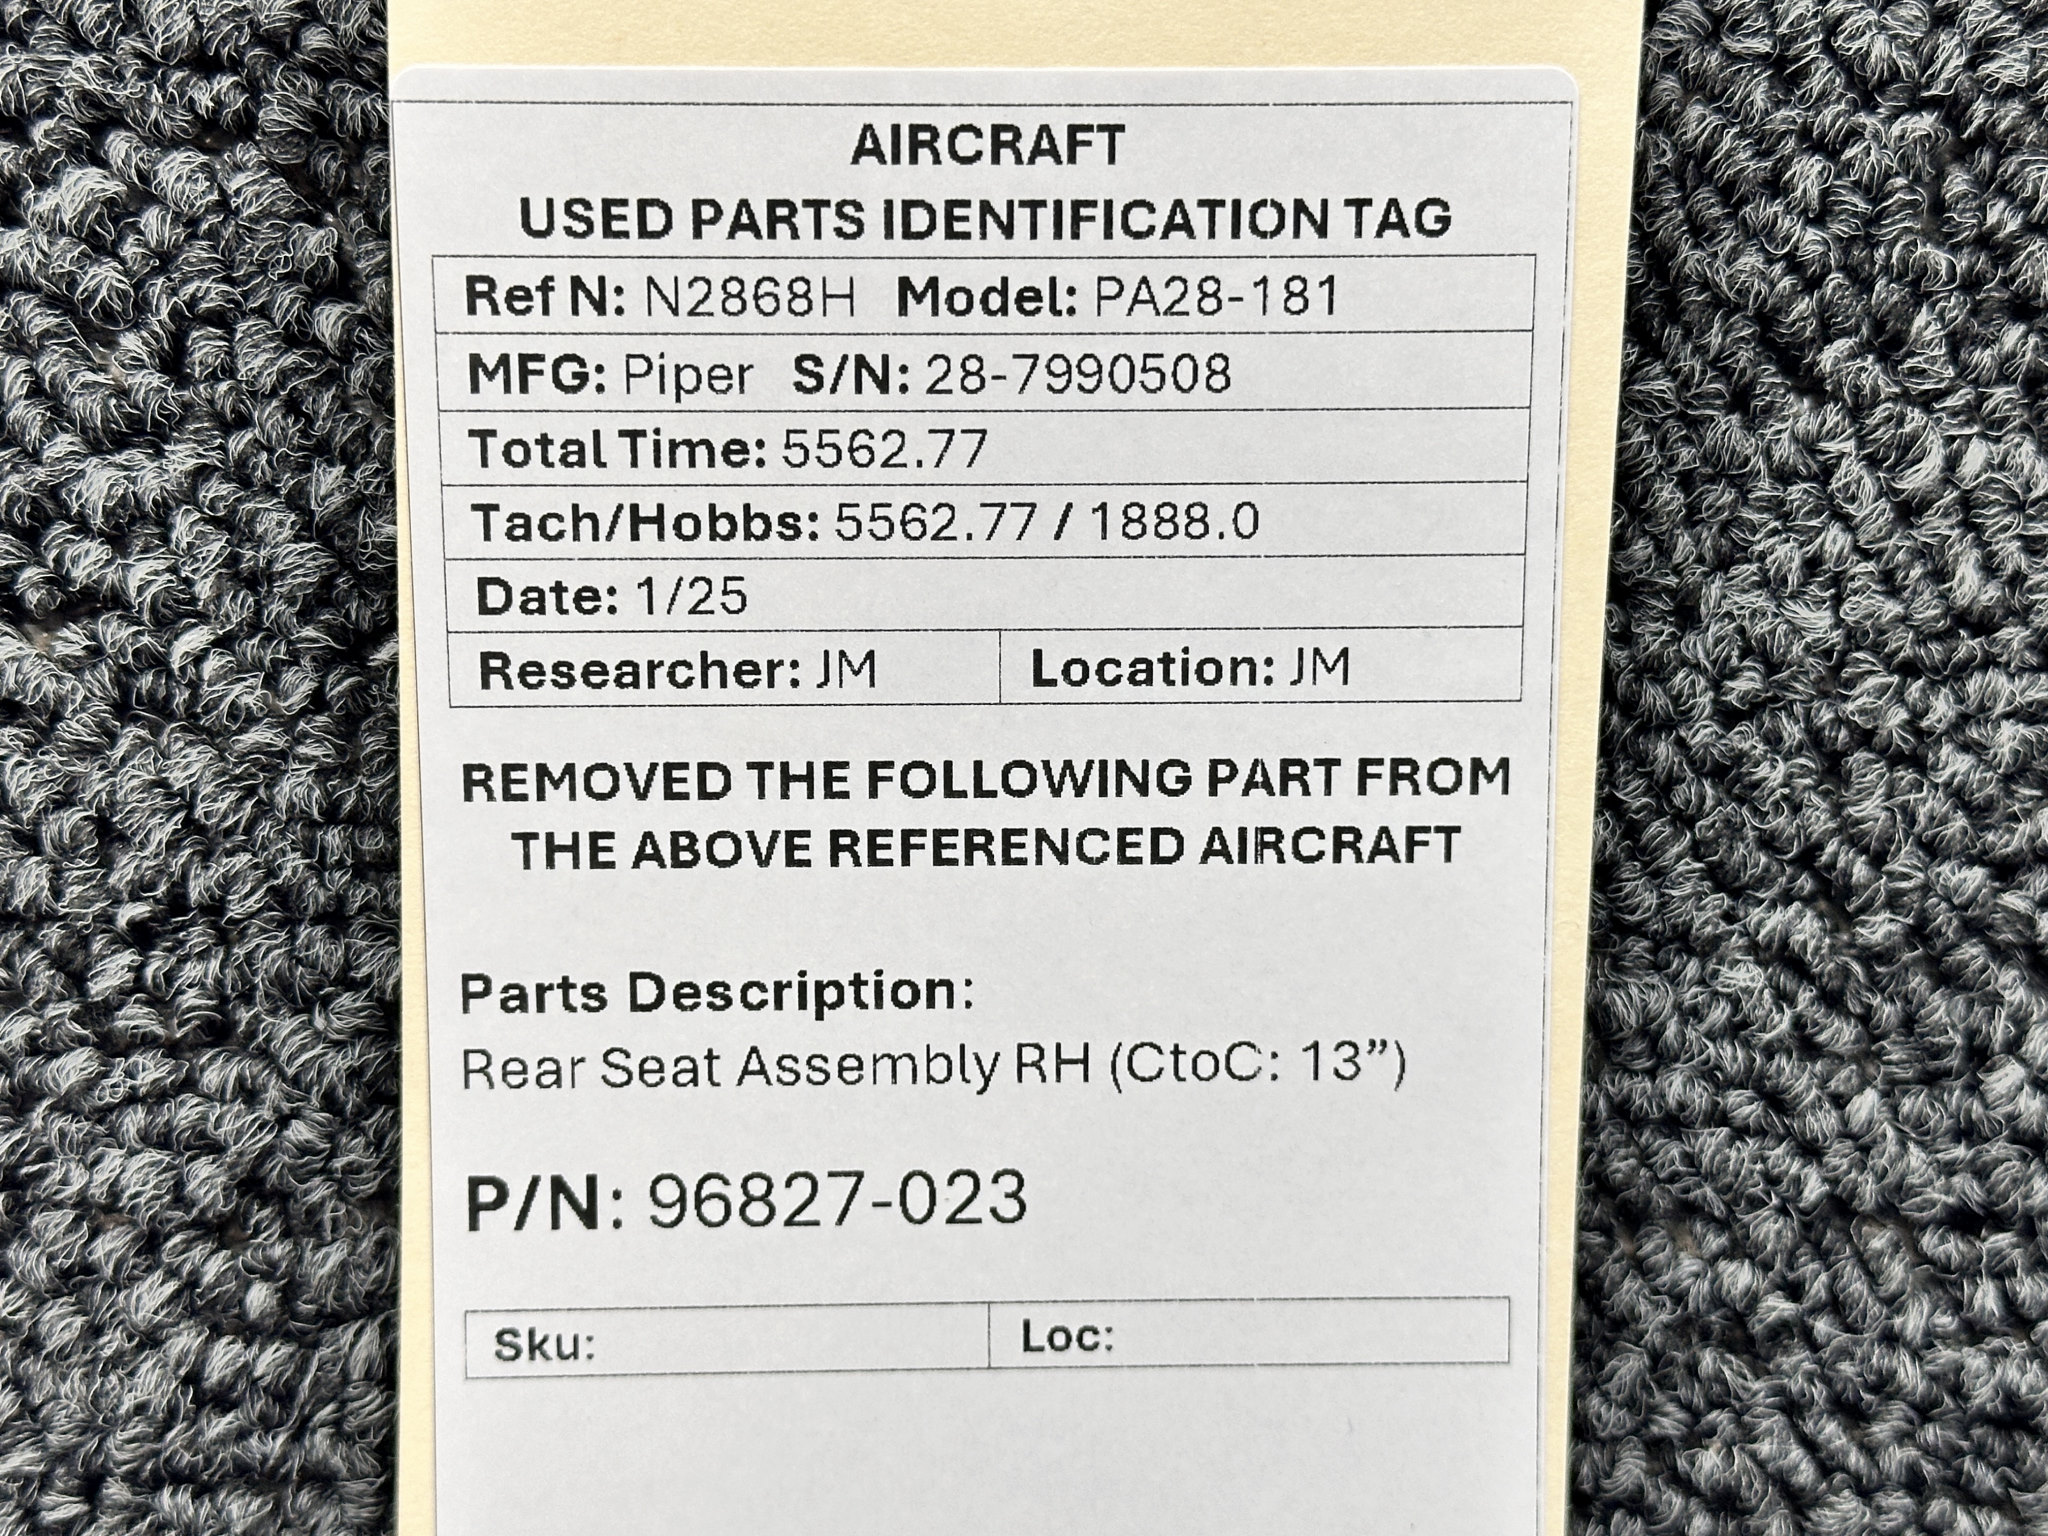 AIRCRAFT
USED PARTS IDENTIFICATION TAG
Ref N: N2868H Model: PA28-181
MFG: Piper S/N: 28-7990508
Total Time: 5562.77
Tach/Hobbs: 5562.77 / 1888.0
Date: 1/25
Researcher: JM Location: JM
REMOVED THE FOLLOWING PART FROM
THE ABOVE REFERENCED AIRCRAFT
Parts Description:
Rear Seat Assembly RH (CtoC: 13”)
P/N: 96827-023
Sku: Loc: